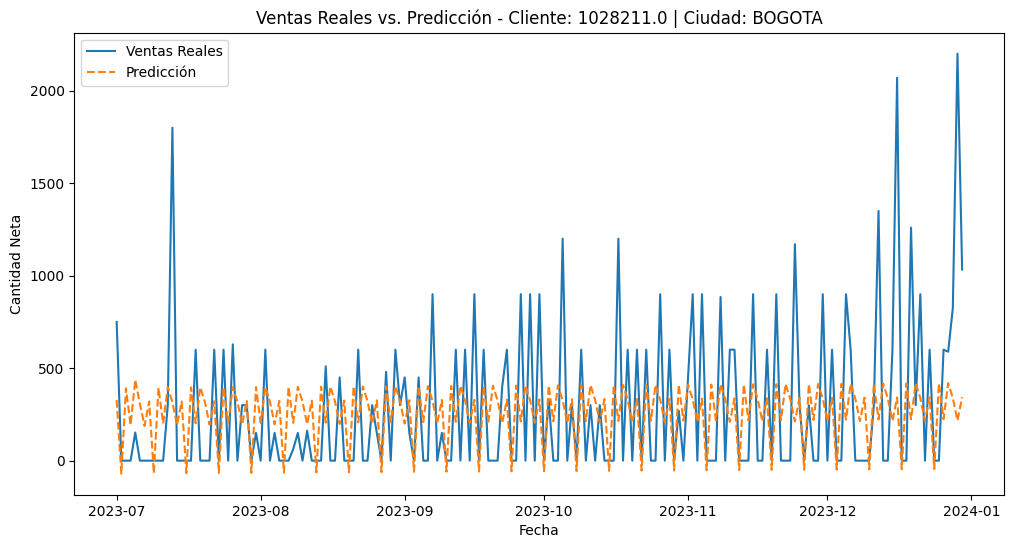 Ventas Reales vs. Predicción - Cliente: 1028211.0 | Ciudad: BOGOTA
Ventas Reales
Predicción
Cantidad Neta
2000
1500
1000
500
0
2023-07
2023-08
2023-09
2023-10
2023-11
2023-12
2024-01
Fecha